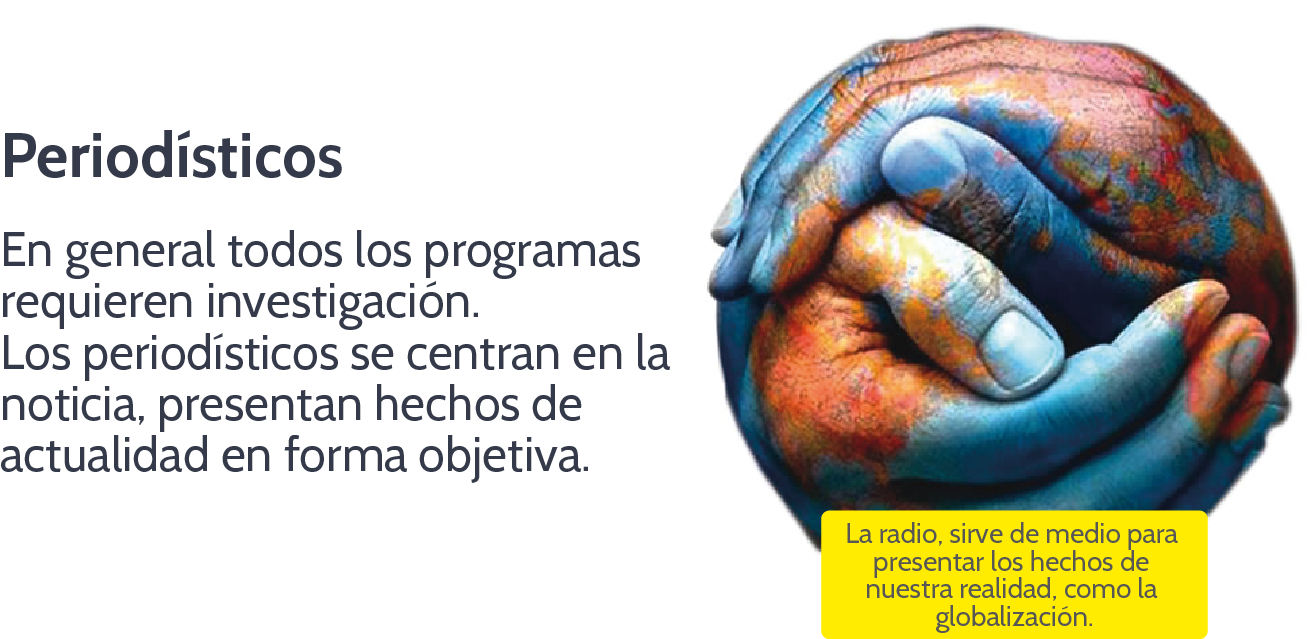 Periodísticos
En general todos los programas
requieren investigación.
Los periodísticos se centran en la
noticia, presentan hechos de
actualidad en forma objetiva.
La radio, sirve de medio para
presentar los hechos de
nuestra realidad, como la
globalización.